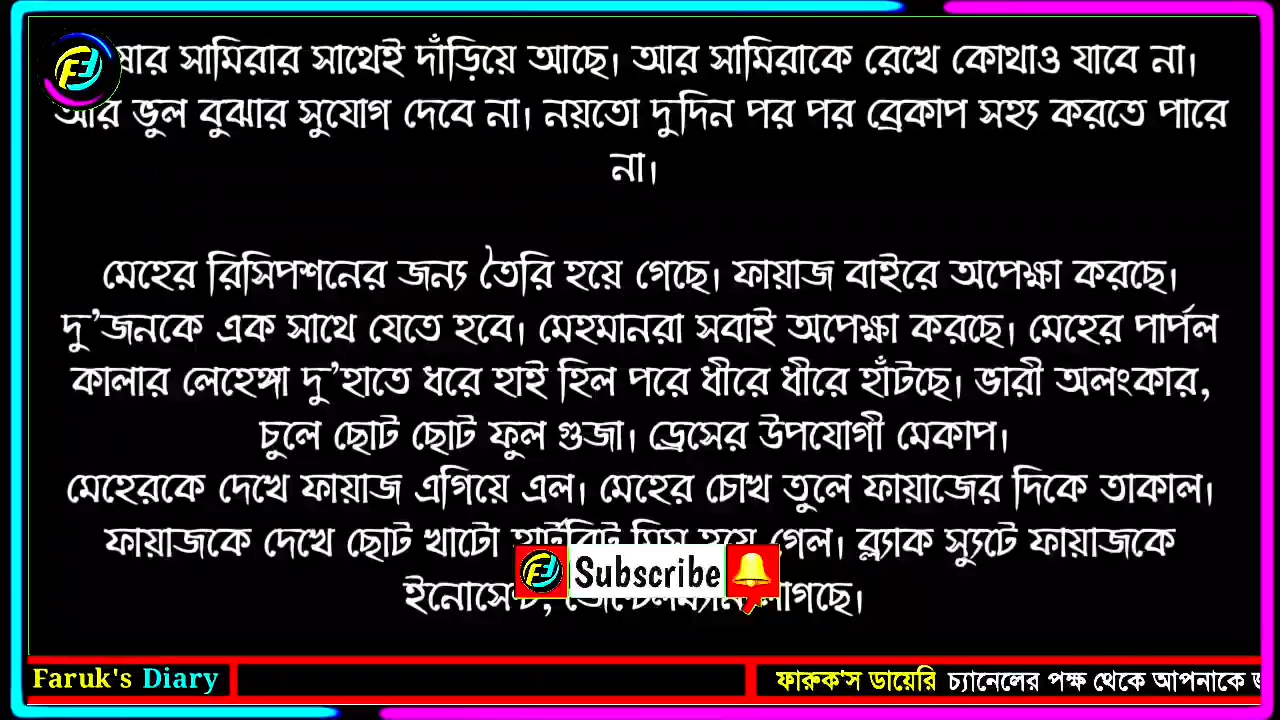 সামিরার সাথেই দাঁড়িয়ে আছে। আর সামিরাকে রেখে কোথাও যাবে না।
আর ভুল বুঝার সুযোগ দেবে না। নয়তো দুদিন পর পর ব্রেকাপ সহ্য করতে পারে
না।
মেহের রিসিপশনের জন্য তৈরি হয়ে গেছে। ফায়াজ বাইরে অপেক্ষা করছে।
দু’জনকে এক সাথে যেতে হবে। মেহমানরা সবাই অপেক্ষা করছে। মেহের পার্পল
কালার লেহেঙ্গা দু’হাতে ধরে হাই হিল পরে ধীরে ধীরে হাঁটছে। ভারী অলংকার,
চুলে ছোট ছোট ফুল গুজা। ড্রেসের উপযোগী মেকাপ।
মেহেরকে দেখে ফায়াজ এগিয়ে এল। মেহের চোখ তুলে ফায়াজের দিকে তাকাল।
ফায়াজকে দেখে ছোট খাটো হার্টবিট মিস হয়ে গেল। ব্ল্যাক স্যুটে ফায়াজকে
ইনোসেন্ট, লাগছে।
Subscribe
Faruk's Diary
ফারুক'স ডায়েরি চ্যানেলের পক্ষ থেকে আপনাকে